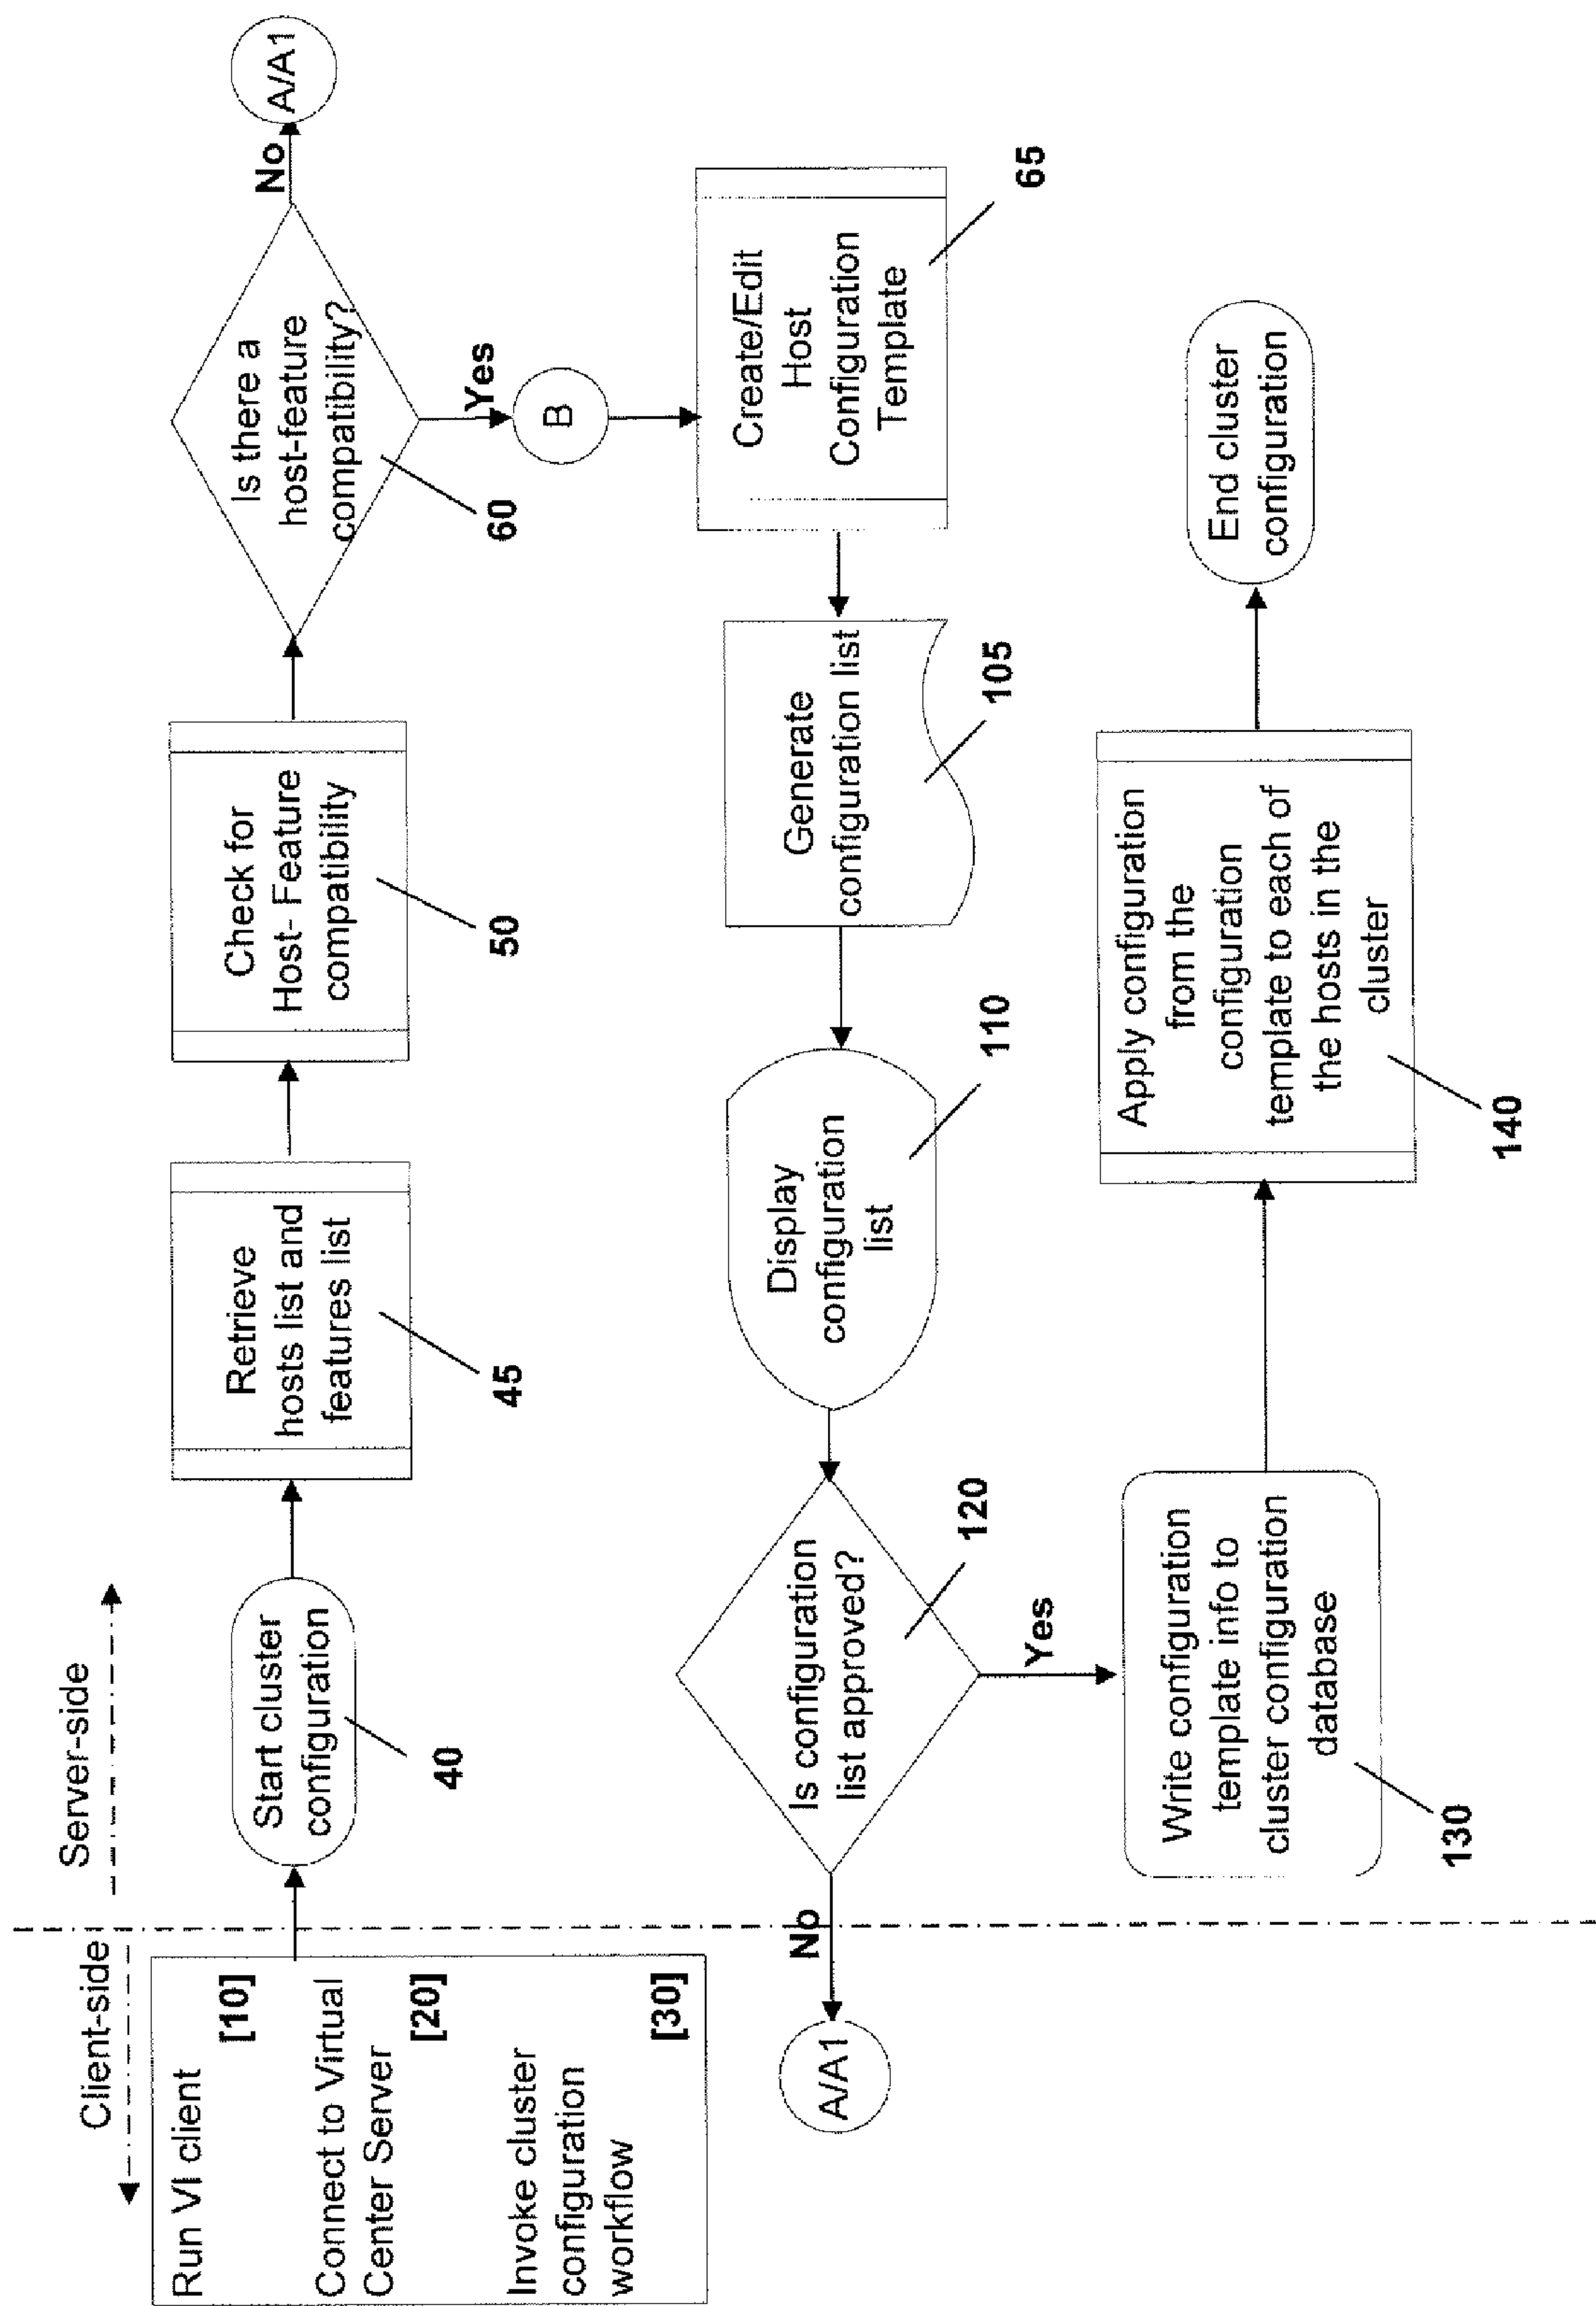 Client-side
Server-side
Run VI client
[10]
Connect to Virtual
Center Server
[20]
Invoke cluster
configuration
workflow
[30]
Start cluster
configuration
40
Retrieve
hosts list and
features list
45
Check for
Host- Feature
compatibility
50
Is there a
host-feature
compatibility?
60
No
A/A1
Yes
B
Create/Edit
Host
Configuration
Template
65
Generate
configuration list
105
Display
configuration
list
110
Is configuration
list approved?
120
No
A/A1
Yes
Write configuration
template info to
cluster configuration
database
130
Apply configuration
from the
configuration
template to each of
the hosts in the
cluster
140
End cluster
configuration